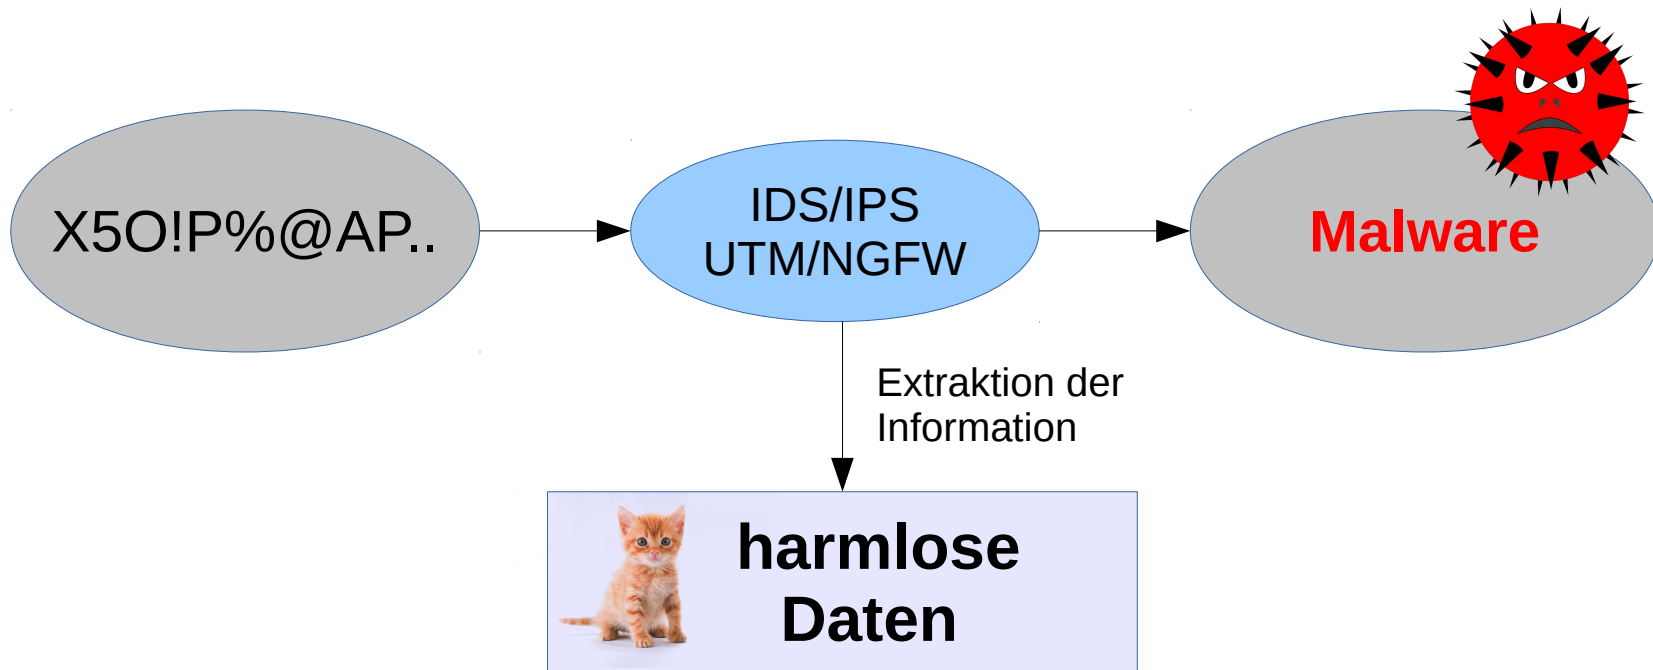 X5O!P%@AP..
IDS/IPS
UTM/NGFW
Malware
Extraktion der
Information
harmlose
Daten